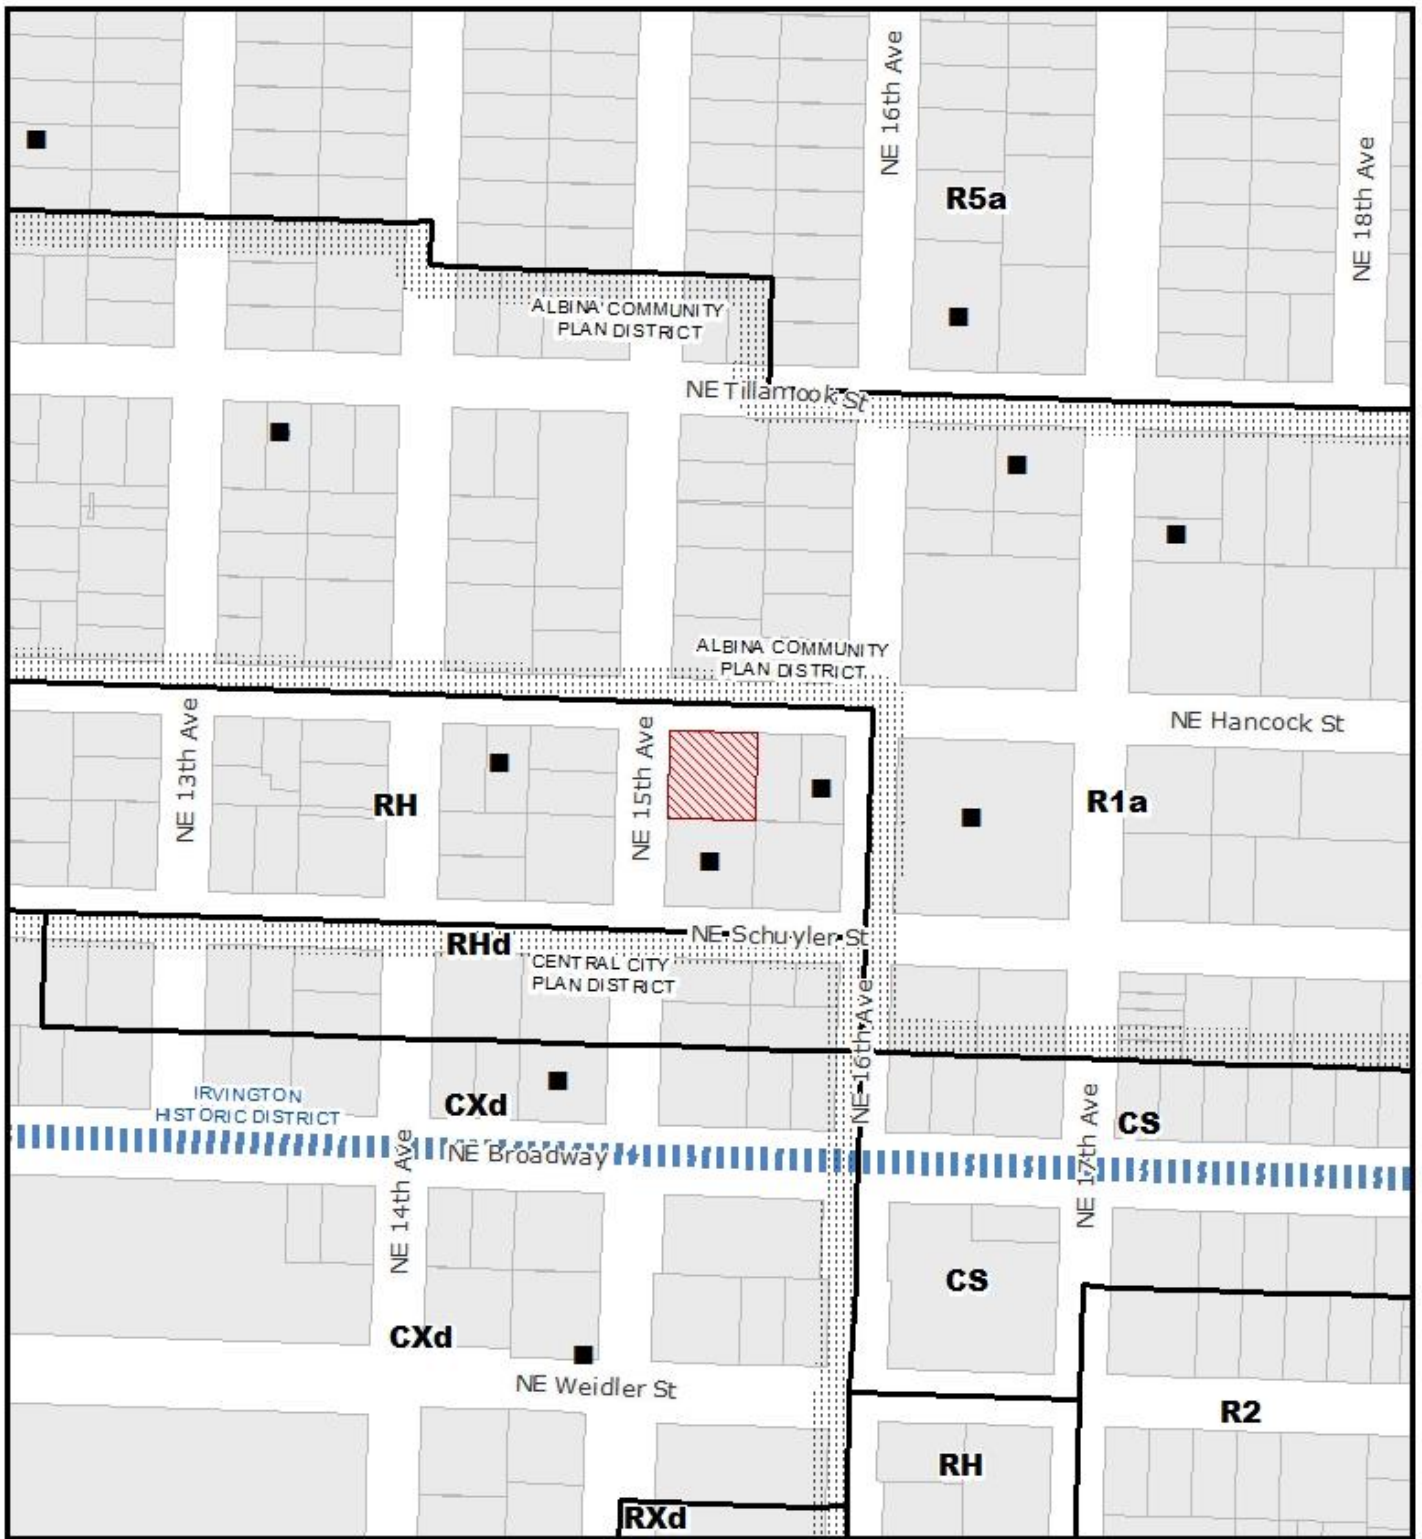 NE 16th Ave
R5a
NE 18th Ave
ALBINA COMMUNITY
PLAN DISTRICT
NE Tillamook St
ALBINA COMMUNITY
PLAN DISTRICT
NE Hancock St
NE 13th Ave
NE 15th Ave
RH
R1a
NE Schuyler St
RHd
CENTRAL CITY
PLAN DISTRICT
NE 16th Ave
IRVINGTON
HISTORIC DISTRICT
CXd
CS
NE 14th Ave
NE Broadway
NE 17th Ave
CS
CXd
NE Weidler St
R2
RH
RXd